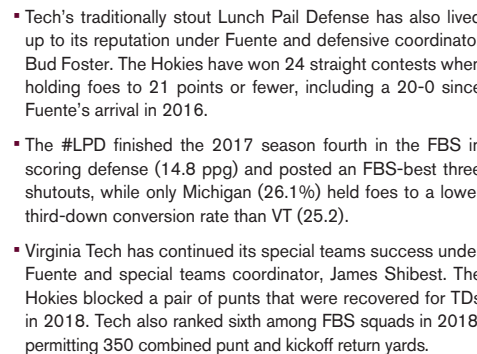 ▪ Tech's traditionally stout Lunch Pail Defense has also lived
up to its reputation under Fuente and defensive coordinato
Bud Foster. The Hokies have won 24 straight contests when
holding foes to 21 points or fewer, including a 20-0 since
Fuente's arrival in 2016.
▪ The #LPD finished the 2017 season fourth in the FBS in
scoring defense (14.8 ppg) and posted an FBS-best three
shutouts, while only Michigan (26.1%) held foes to a lowe
third-down conversion rate than VT (25.2).
▪ Virginia Tech has continued its special teams success unde
Fuente and special teams coordinator, James Shibest. The
Hokies blocked a pair of punts that were recovered for TDs
in 2018. Tech also ranked sixth among FBS squads in 2018
permitting 350 combined punt and kickoff return yards.